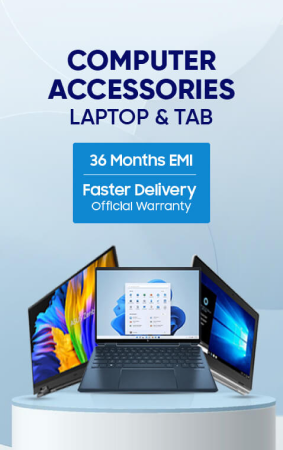 COMPUTER
ACCESSORIES
LAPTOP & TAB
36 Months EMI
Faster Delivery
Official Warranty